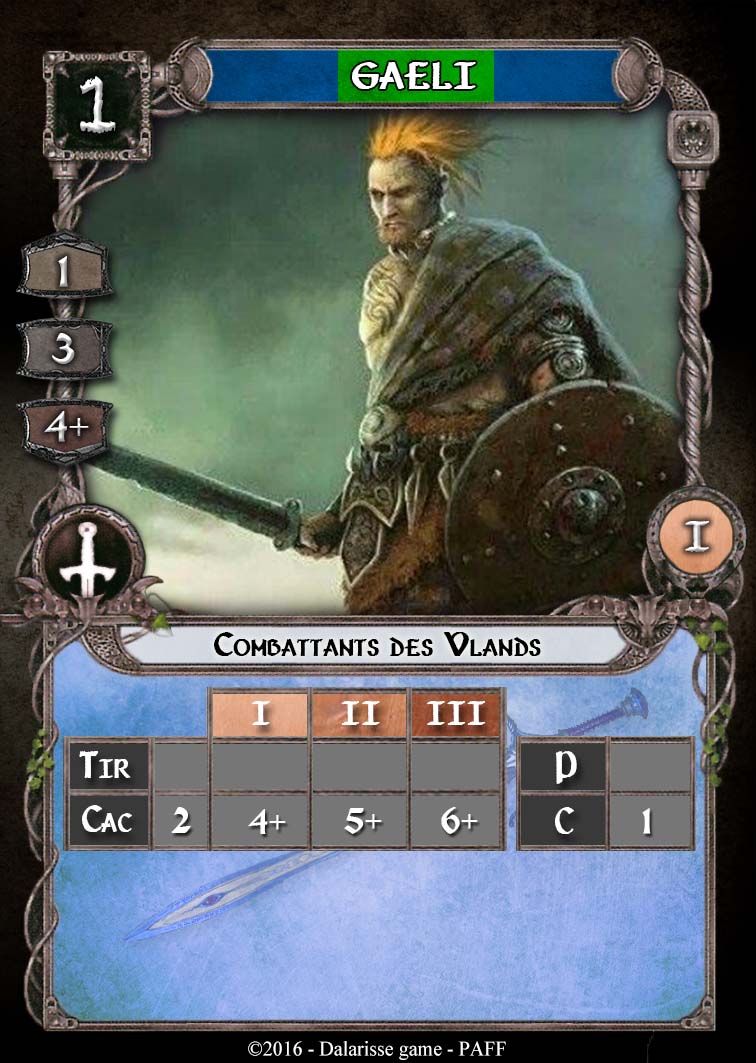 GAELI
1
1
3
4+
I
Combattants des Vlands
I II III
Tir
P
Cac 2 4+ 5+ 6+
C 1
©2016 - Dalarisse game - PAFF